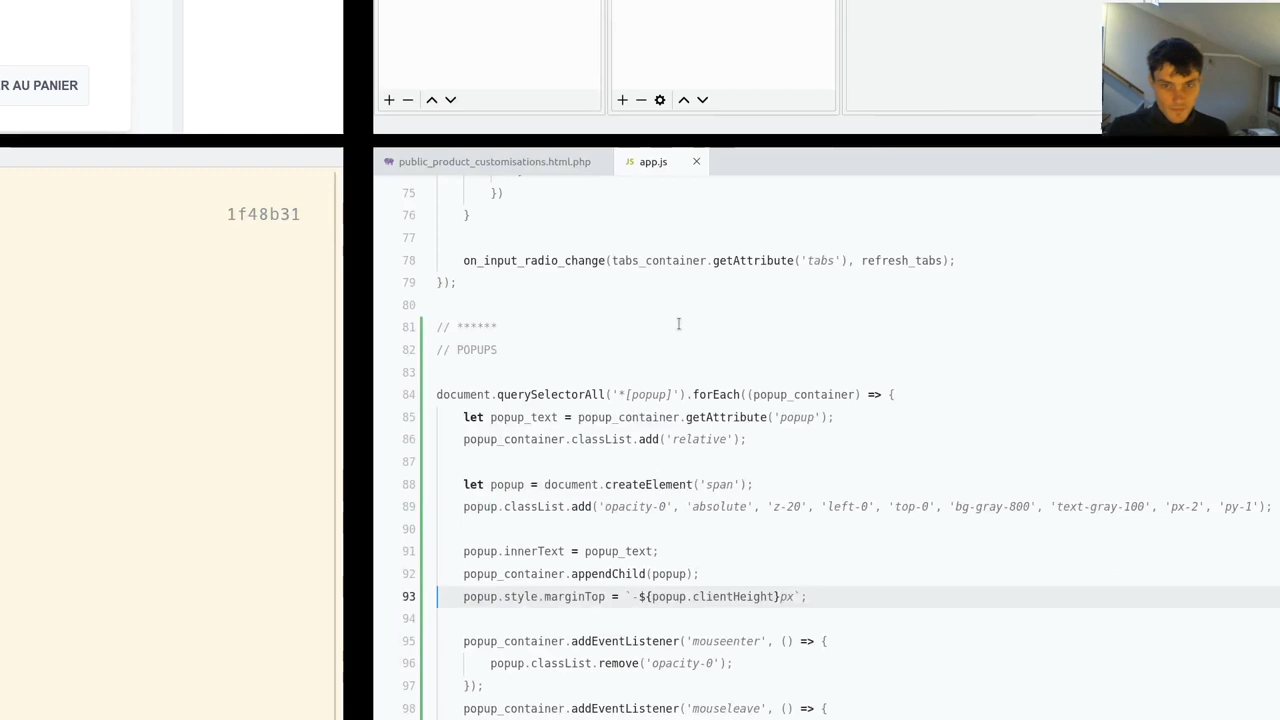 R AU PANIER
1f48b31
public_product_customisations.html.php
app.js
75 })
76 }
77
78 on_input_radio_change(tabs_container.getAttribute('tabs'), refresh_tabs);
79 });
80
81 // ******
82 // POPUPS
83
84 document.querySelectorAll('*[popup]').forEach((popup_container) => {
85 let popup_text = popup_container.getAttribute('popup');
86 popup_container.classList.add('relative');
87
88 let popup = document.createElement('span');
89 popup.classList.add('opacity-0', 'absolute', 'z-20', 'left-0', 'top-0', 'bg-gray-800', 'text-gray-100', 'px-2', 'py-1');
90
91 popup.innerText = popup_text;
92 popup_container.appendChild(popup);
93 popup.style.marginTop = `-${popup.clientHeight}px`;
94
95 popup_container.addEventListener('mouseenter', () => {
96 popup.classList.remove('opacity-0');
97 });
98 popup_container.addEventListener('mouseleave', () => {